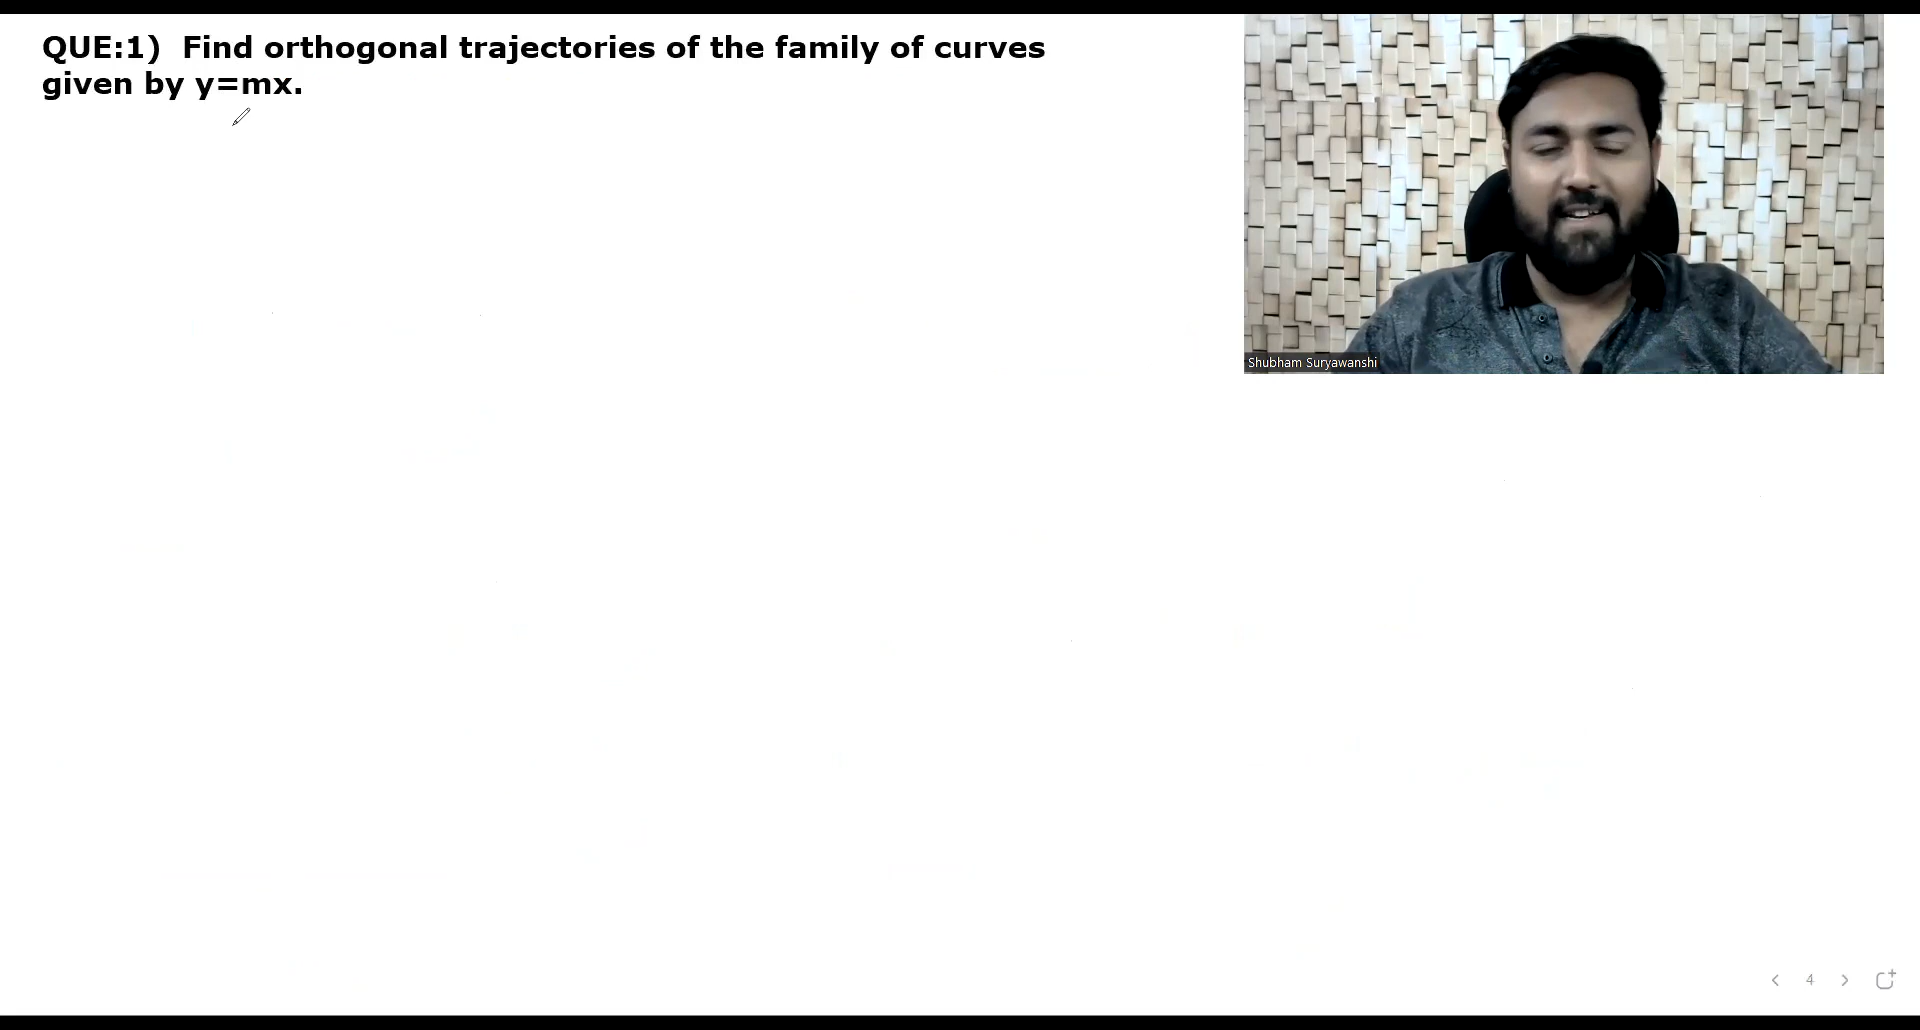 QUE:1) Find orthogonal trajectories of the family of curves
given by y=mx.
Shubham Suryawanshi
4